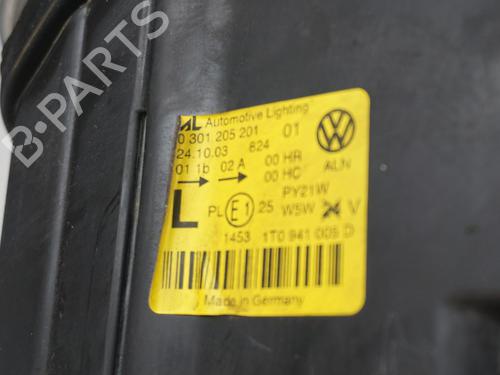 AL Automotive Lighting
0 301 205 201 01
24.10.03 824
01 1b 02 A 00 HR ALN
00 HC
PY21W
L PL E1 25 W5W V
1453 1T0 941 005 D
Made in Germany
B-PARTS